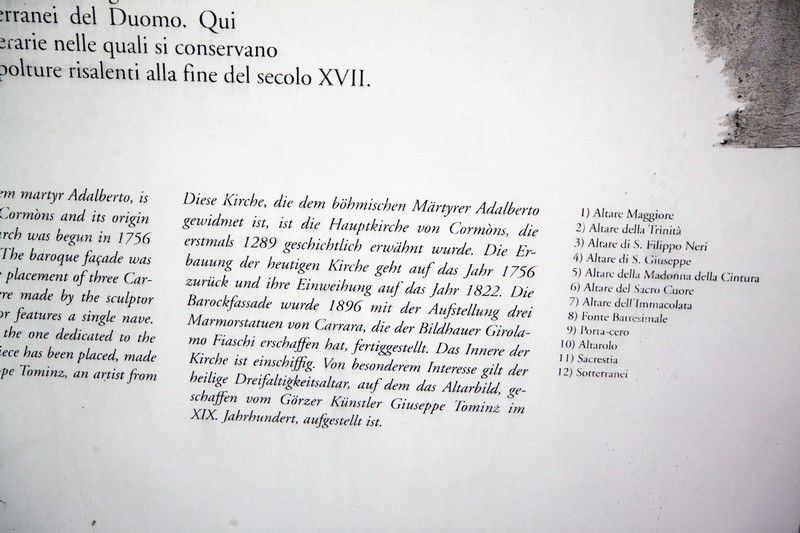 erranei del Duomo. Qui
erarie nelle quali si conservano
polture risalenti alla fine del secolo XVII.
em martyr Adalberto, is
Cormòns and its origin
rch was begun in 1756
The baroque façade was
placement of three Car-
re made by the sculptor
or features a single nave.
the one dedicated to the
iece has been placed, made
pe Tominz, an artist from
Diese Kirche, die dem böhmischen Märtyrer Adalberto
gewidmet ist, ist die Hauptkirche von Cormòns, die
erstmals 1289 geschichtlich erwähnt wurde. Die Er-
bauung der heutigen Kirche geht auf das Jahr 1756
zurück und ihre Einweihung auf das Jahr 1822. Die
Barockfassade wurde 1896 mit der Aufstellung drei
Marmorstatuen von Carrara, die der Bildhauer Girola-
mo Fiaschi erschaffen hat, fertiggestellt. Das Innere der
Kirche ist einschiffig. Von besonderem Interesse gilt der
heilige Dreifaltigkeitsaltar, auf dem das Altarbild, ge-
schaffen vom Görzer Künstler Giuseppe Tominz im
XIX. Jahrhundert, aufgestellt ist.
1) Altare Maggiore
2) Altare della Trinità
3) Altare di S. Filippo Neri
4) Altare di S. Giuseppe
5) Altare della Madonna della Cintura
6) Altare del Sacro Cuore
7) Altare dell'Immacolata
8) Fonte Battesimale
9) Porta-cero
10) Altarolo
11) Sacrestia
12) Sotterranei